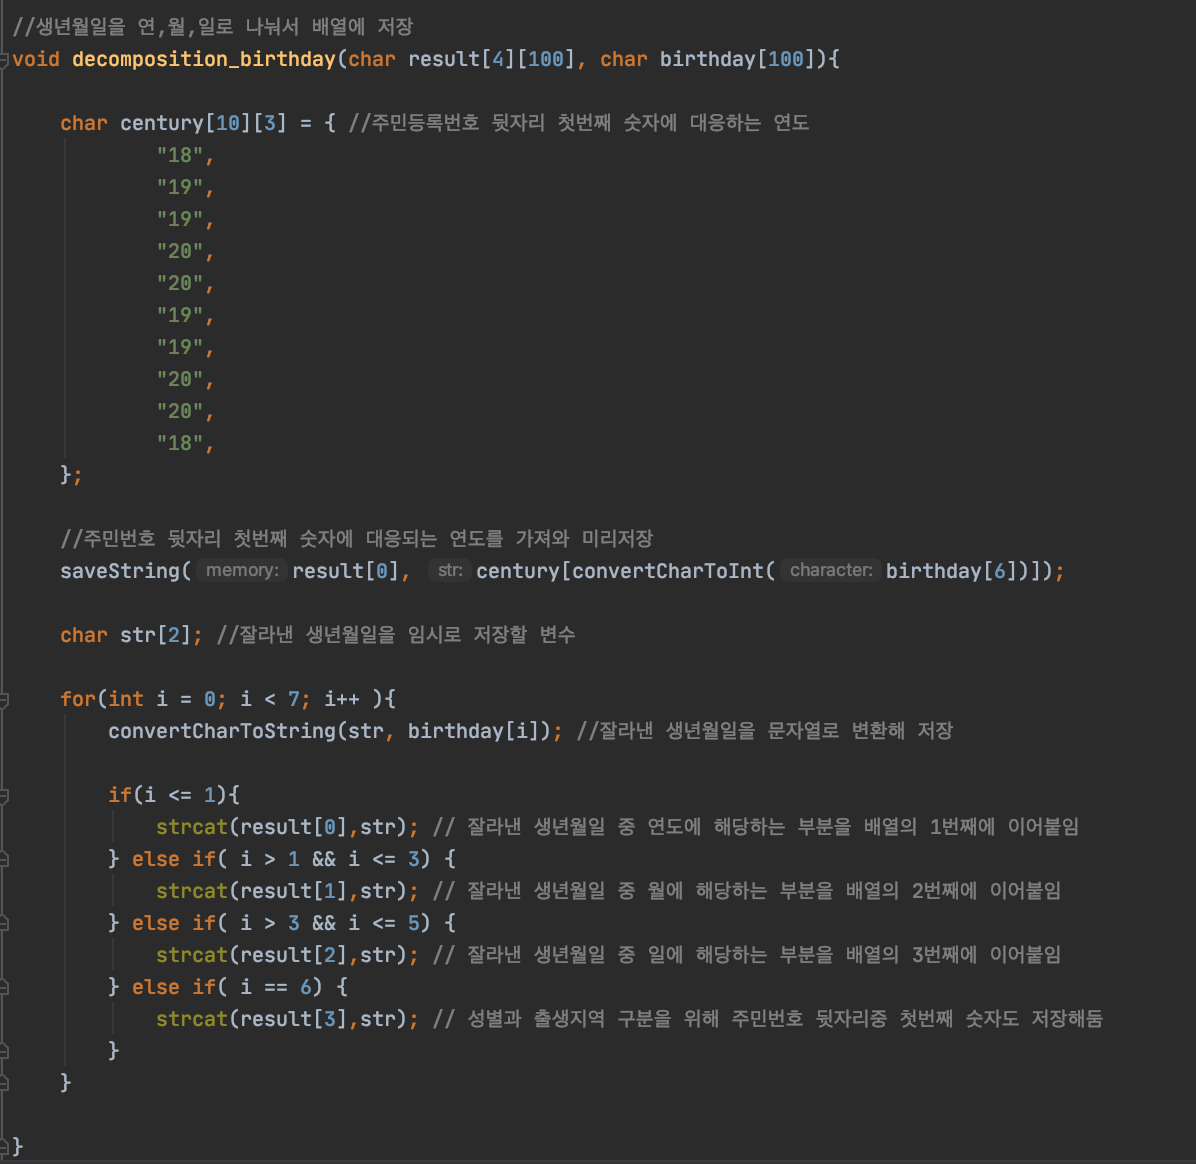 //생년월일을 연,월,일로 나눠서 배열에 저장
void decomposition_birthday(char result[4][100], char birthday[100]){
char century[10][3] = { //주민등록번호 뒷자리 첫번째 숫자에 대응하는 연도
"18",
"19",
"19",
"20",
"20",
"19",
"19",
"20",
"20",
"18",
};
//주민번호 뒷자리 첫번째 숫자에 대응되는 연도를 가져와 미리저장
saveString( memory: result[0], str: century[convertCharToInt( character: birthday[6])]);
char str[2]; //잘라낸 생년월일을 임시로 저장할 변수
for(int i = 0; i < 7; i++ ){
convertCharToString(str, birthday[i]); //잘라낸 생년월일을 문자열로 변환해 저장
if(i <= 1){
strcat(result[0],str); // 잘라낸 생년월일 중 연도에 해당하는 부분을 배열의 1번째에 이어붙임
} else if( i > 1 && i <= 3) {
strcat(result[1],str); // 잘라낸 생년월일 중 월에 해당하는 부분을 배열의 2번째에 이어붙임
} else if( i > 3 && i <= 5) {
strcat(result[2],str); // 잘라낸 생년월일 중 일에 해당하는 부분을 배열의 3번째에 이어붙임
} else if( i == 6) {
strcat(result[3],str); // 성별과 출생지역 구분을 위해 주민번호 뒷자리중 첫번째 숫자도 저장해둠
}
}
}